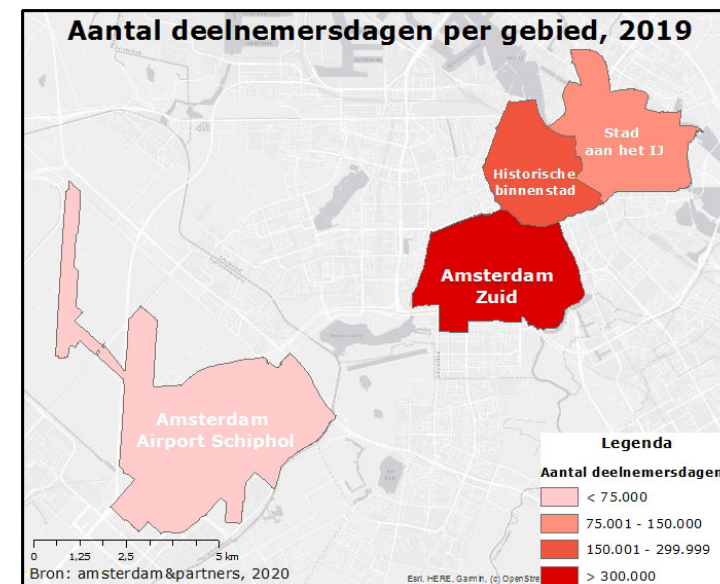 Aantal deelnemersdagen per gebied, 2019
Stad
aan het IJ
Historische
binnenstad
Amsterdam
Zuid
Amsterdam
Airport Schiphol
Legenda
Aantal deelnemersdagen
< 75.000
75.001 - 150.000
150.001 - 299.999
> 300.000
0 1,25 2,5 5 km
Bron: amsterdam&partners, 2020
Esri, HERE, Garmin, (c) OpenStre